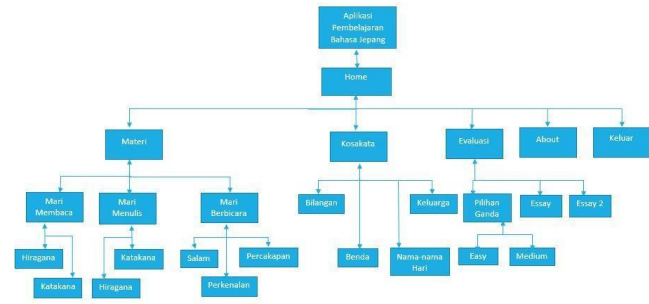 Aplikasi
Pembelajaran
Bahasa Jepang
Home
Materi
Kosakata
Evaluasi
About
Keluar
Mari
Membaca
Mari
Menulis
Mari
Berbicara
Bilangan
Keluarga
Pilihan
Ganda
Essay
Essay 2
Hiragana
Katakana
Salam
Percakapan
Benda
Nama-nama
Hari
Easy
Medium
Katakana
Hiragana
Perkenalan